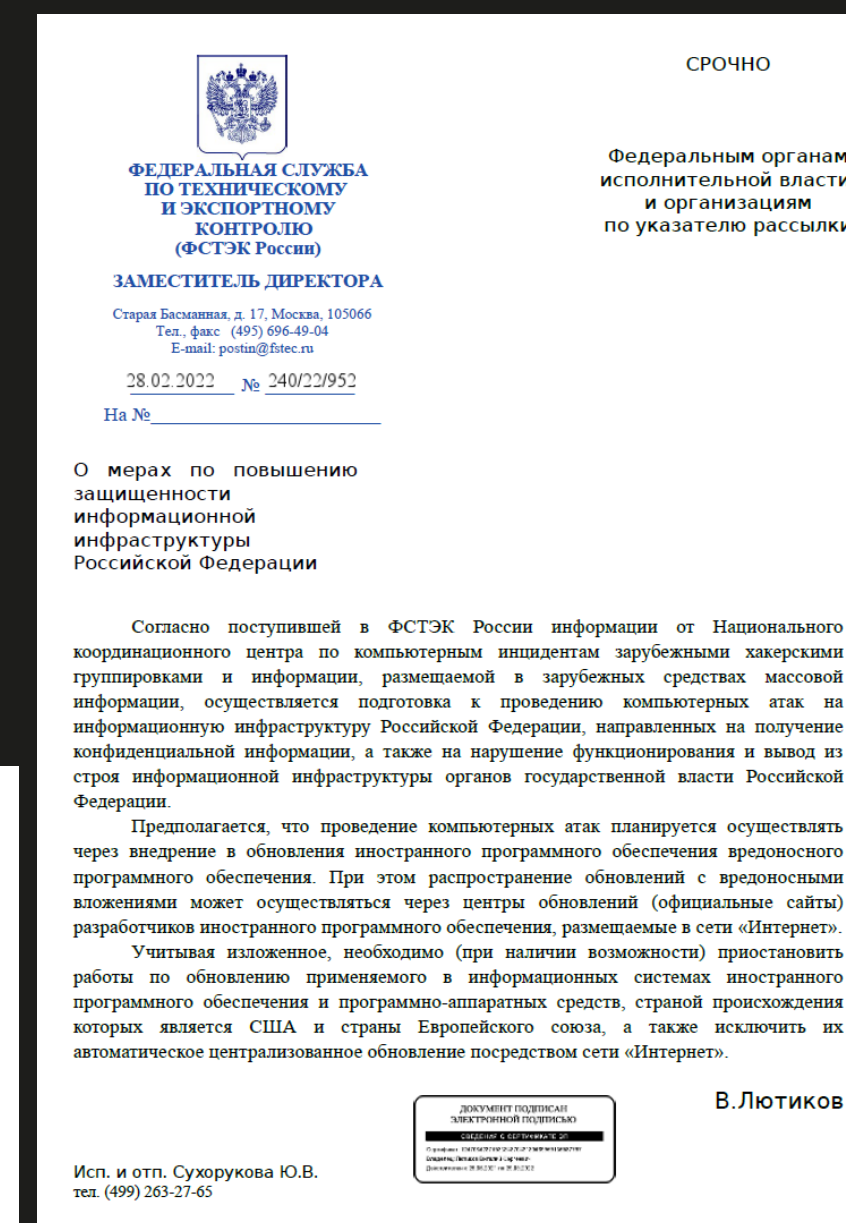 СРОЧНО
ФЕДЕРАЛЬНАЯ СЛУЖБА
ПО ТЕХНИЧЕСКОМУ
И ЭКСПОРТНОМУ
КОНТРОЛЮ
(ФСТЭК России)
ЗАМЕСТИТЕЛЬ ДИРЕКТОРА
Старая Басманная, д. 17, Москва, 105066
Тел., факс (495) 696-49-04
E-mail: postin@fstec.ru
28.02.2022 № 240/22/952
На №
Федеральным органам
исполнительной власти
и организациям
по указателю рассылки
О мерах по повышению
защищенности
информационной
инфраструктуры
Российской Федерации
Согласно поступившей в ФСТЭК России информации от Национального
координационного центра по компьютерным инцидентам зарубежными хакерскими
группировками и информации, размещаемой в зарубежных средствах массовой
информации, осуществляется подготовка к проведению компьютерных атак на
информационную инфраструктуру Российской Федерации, направленных на получение
конфиденциальной информации, а также на нарушение функционирования и вывод из
строя информационной инфраструктуры органов государственной власти Российской
Федерации.
Предполагается, что проведение компьютерных атак планируется осуществлять
через внедрение в обновления иностранного программного обеспечения вредоносного
программного обеспечения. При этом распространение обновлений с вредоносными
вложениями может осуществляться через центры обновлений (официальные сайты)
разработчиков иностранного программного обеспечения, размещаемые в сети «Интернет».
Учитывая изложенное, необходимо (при наличии возможности) приостановить
работы по обновлению применяемого в информационных системах иностранного
программного обеспечения и программно-аппаратных средств, страной происхождения
которых является США и страны Европейского союза, а также исключить их
автоматическое централизованное обновление посредством сети «Интернет».
В.Лютиков
ДОКУМЕНТ ПОДПИСАН
ЭЛЕКТРОННОЙ ПОДПИСЬЮ
СВЕДЕНИЯ О СЕРТИФИКАТЕ ЭП
Исп. и отп. Сухорукова Ю.В.
тел. (499) 263-27-65